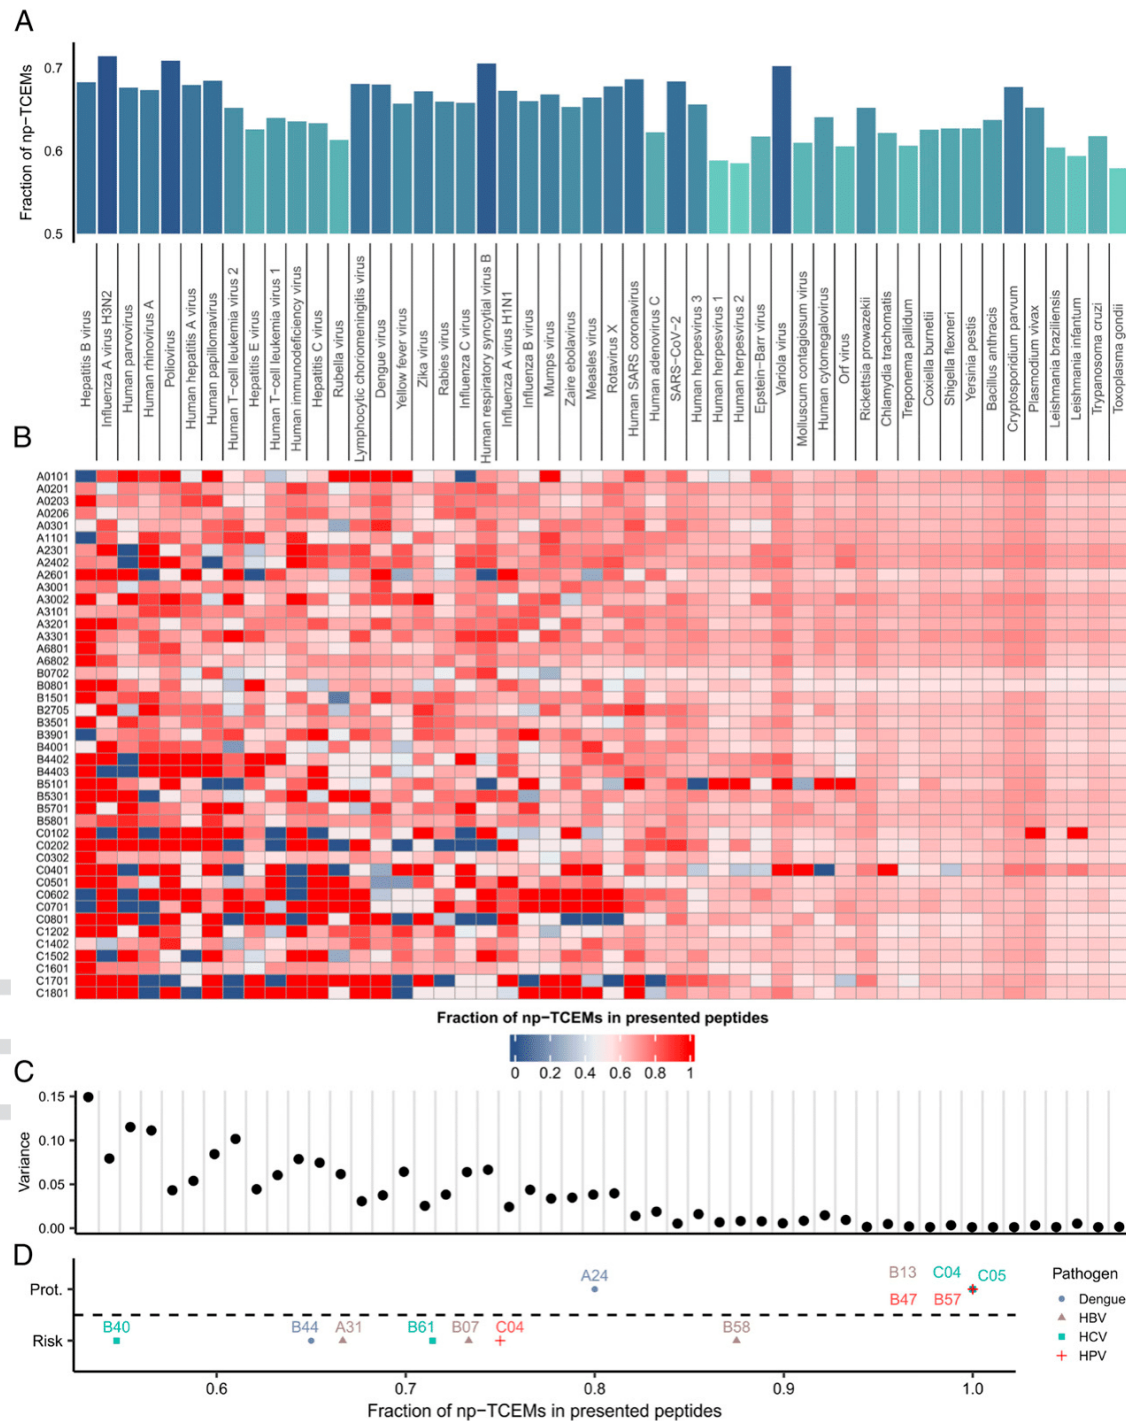 A
Fraction of np−TCEMs
0.7
0.6
0.5
Hepatitis B virus
Influenza A virus H3N2
Human parvovirus
Human rhinovirus A
Poliovirus
Human hepatitis A virus
Human papillomavirus
Human T−cell leukemia virus 2
Hepatitis E virus
Human T−cell leukemia virus 1
Human immunodeficiency virus
Hepatitis C virus
Rubella virus
Lymphocytic choriomeningitis virus
Dengue virus
Yellow fever virus
Zika virus
Rabies virus
Influenza C virus
Human respiratory syncytial virus B
Influenza A virus H1N1
Influenza B virus
Mumps virus
Zaire ebolavirus
Measles virus
Rotavirus X
Human SARS coronavirus
Human adenovirus C
SARS−CoV−2
Human herpesvirus 3
Human herpesvirus 1
Human herpesvirus 2
Epstein−Barr virus
Variola virus
Molluscum contagiosum virus
Human cytomegalovirus
Orf virus
Rickettsia prowazekii
Chlamydia trachomatis
Treponema pallidum
Coxiella burnetii
Shigella flexneri
Yersinia pestis
Bacillus anthracis
Cryptosporidium parvum
Plasmodium vivax
Leishmania braziliensis
Leishmania infantum
Trypanosoma cruzi
Toxoplasma gondii
B
A0101
A0201
A0203
A0206
A0301
A1101
A2301
A2402
A2601
A3001
A3002
A3101
A3201
A3301
A6801
A6802
B0702
B0801
B1501
B2705
B3501
B3901
B4001
B4402
B4403
B5101
B5301
B5701
B5801
C0102
C0202
C0302
C0401
C0501
C0602
C0701
C0801
C1202
C1402
C1502
C1601
C1701
C1801
Fraction of np−TCEMs in presented peptides
0 0.2 0.4 0.6 0.8 1
C
Variance
0.15
0.10
0.05
0.00
D
Prot.
Risk
A24
B13 C04 C05
B47 B57
B40 B44 A31 B61 B07 C04 B58
0.6 0.7 0.8 0.9 1.0
Fraction of np−TCEMs in presented peptides
Pathogen
Dengue
HBV
HCV
HPV